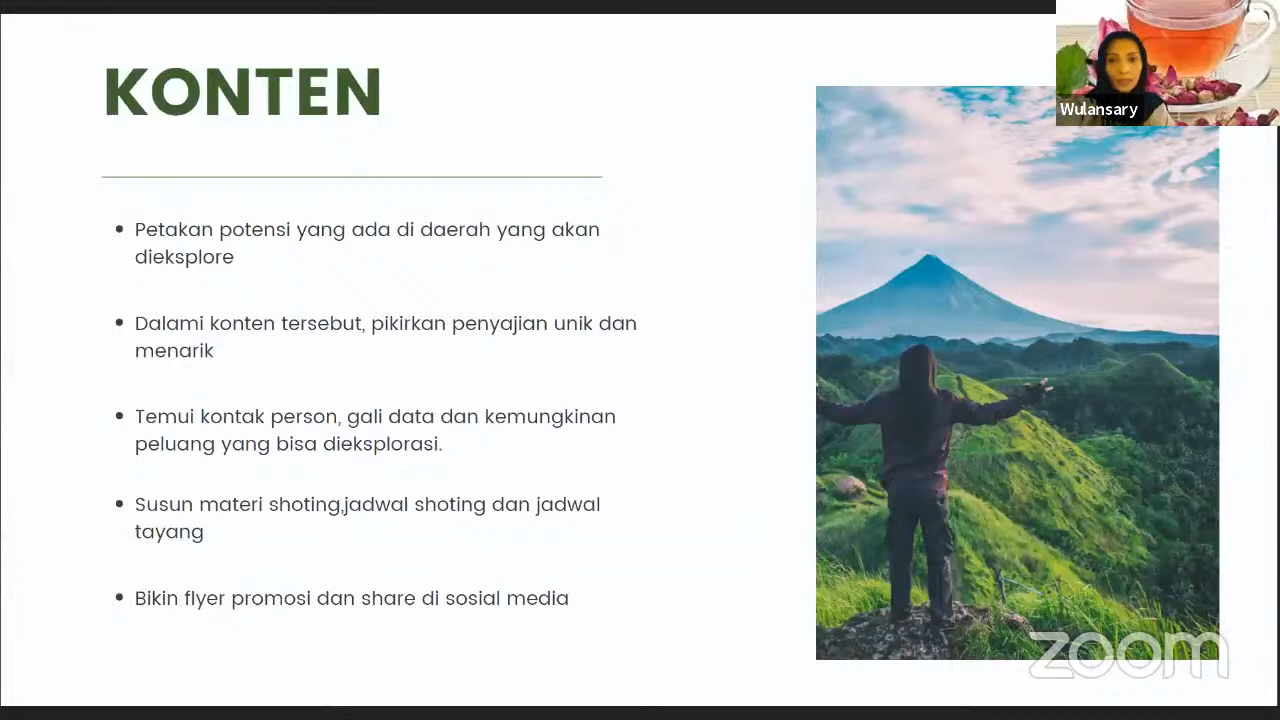 KONTEN
Wulansary
Petakan potensi yang ada di daerah yang akan
dieksplore
Dalami konten tersebut, pikirkan penyajian unik dan
menarik
Temui kontak person, gali data dan kemungkinan
peluang yang bisa dieksplorasi.
Susun materi shoting,jadwal shoting dan jadwal
tayang
Bikin flyer promosi dan share di sosial media
zoom